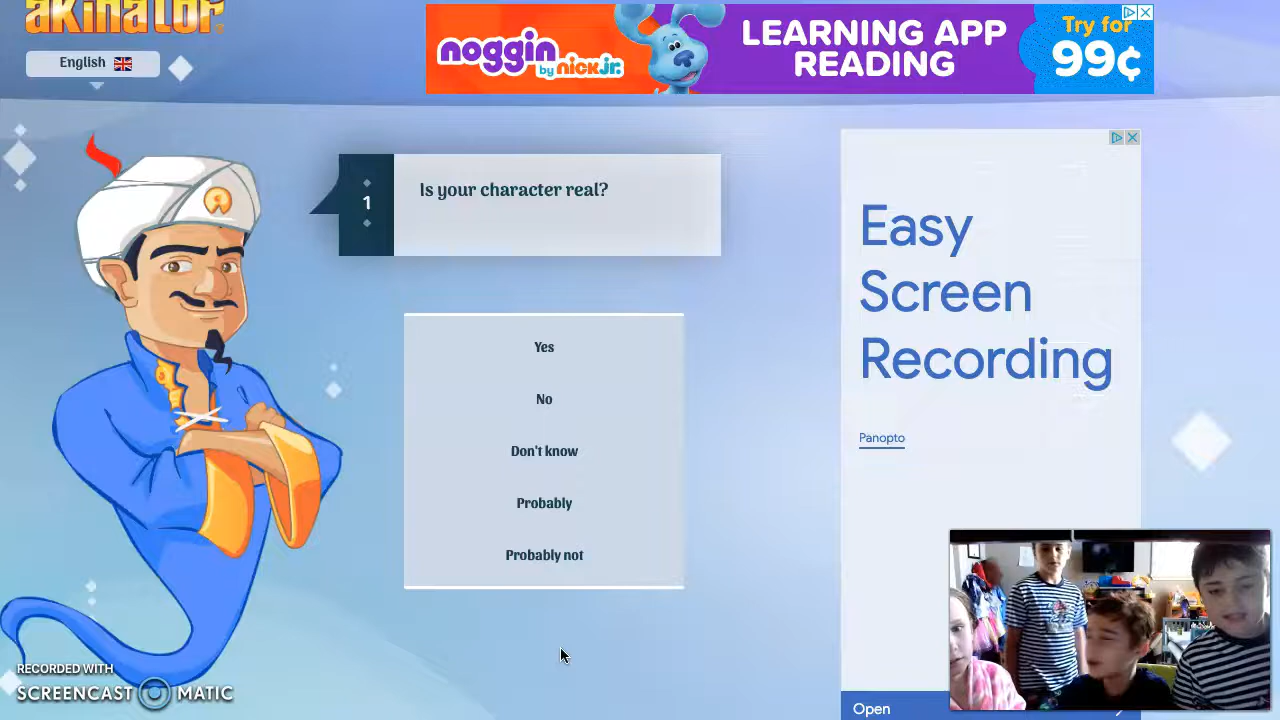 akinator
English
noggin
by nick jr.
LEARNING APP
READING
Try for
99¢
1
Is your character real?
Yes
No
Don't know
Probably
Probably not
Easy
Screen
Recording
Panopto
Open
RECORDED WITH
SCREENCAST MATIC